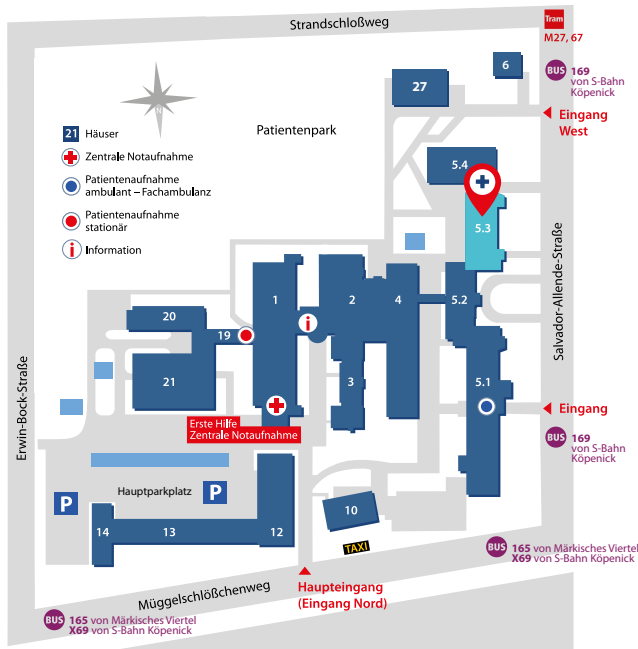 Strandschloßweg
Tram
M27, 67
6
BUS 169
von S-Bahn
Köpenick
27
N
21 Häuser
Zentrale Notaufnahme
Patientenaufnahme
ambulant – Fachambulanz
Patientenaufnahme
stationär
i Information
Patientenpark
Eingang
West
5.4
5.3
Salvador-Allende-Straße
1
2
4
5.2
i
20
19
21
3
5.1
Erwin-Bock-Straße
Eingang
Erste Hilfe
Zentrale Notaufnahme
BUS 169
von S-Bahn
Köpenick
Hauptparkplatz
P
P
10
14
13
12
TAXI
BUS 165 von Märkisches Viertel
X69 von S-Bahn Köpenick
Haupteingang
(Eingang Nord)
Müggelschlößchenweg
BUS 165 von Märkisches Viertel
X69 von S-Bahn Köpenick